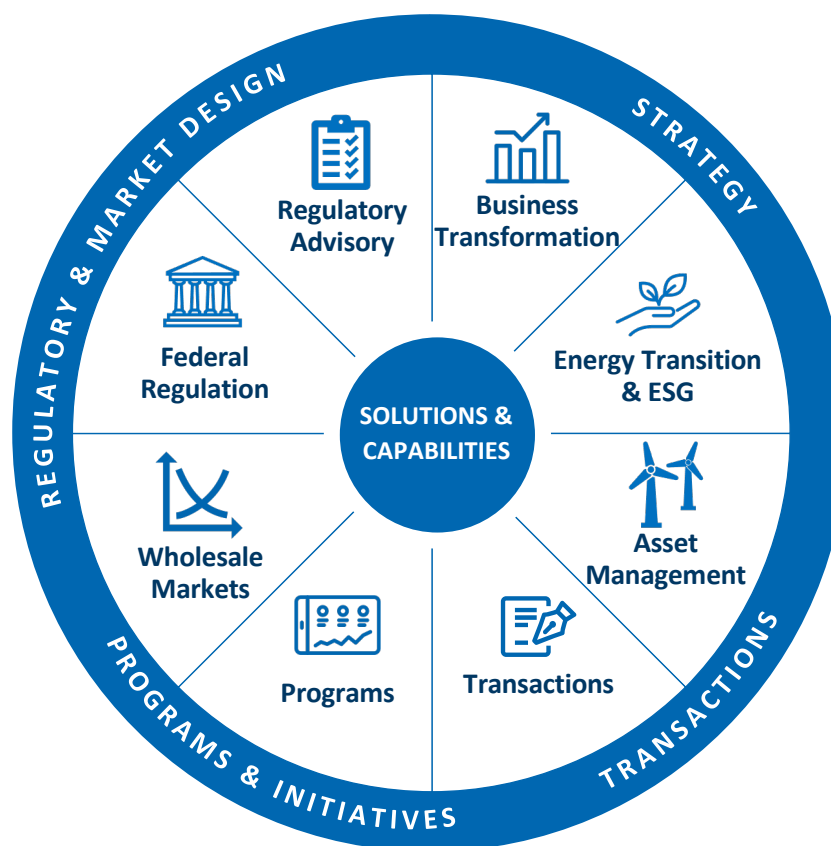 REGULATORY & MARKET DESIGN
STRATEGY
Regulatory
Advisory
Business
Transformation
Federal
Regulation
Energy Transition
& ESG
SOLUTIONS &
CAPABILITIES
Wholesale
Markets
Asset
Management
Programs
Transactions
PROGRAMS & INITIATIVES
TRANSACTIONS